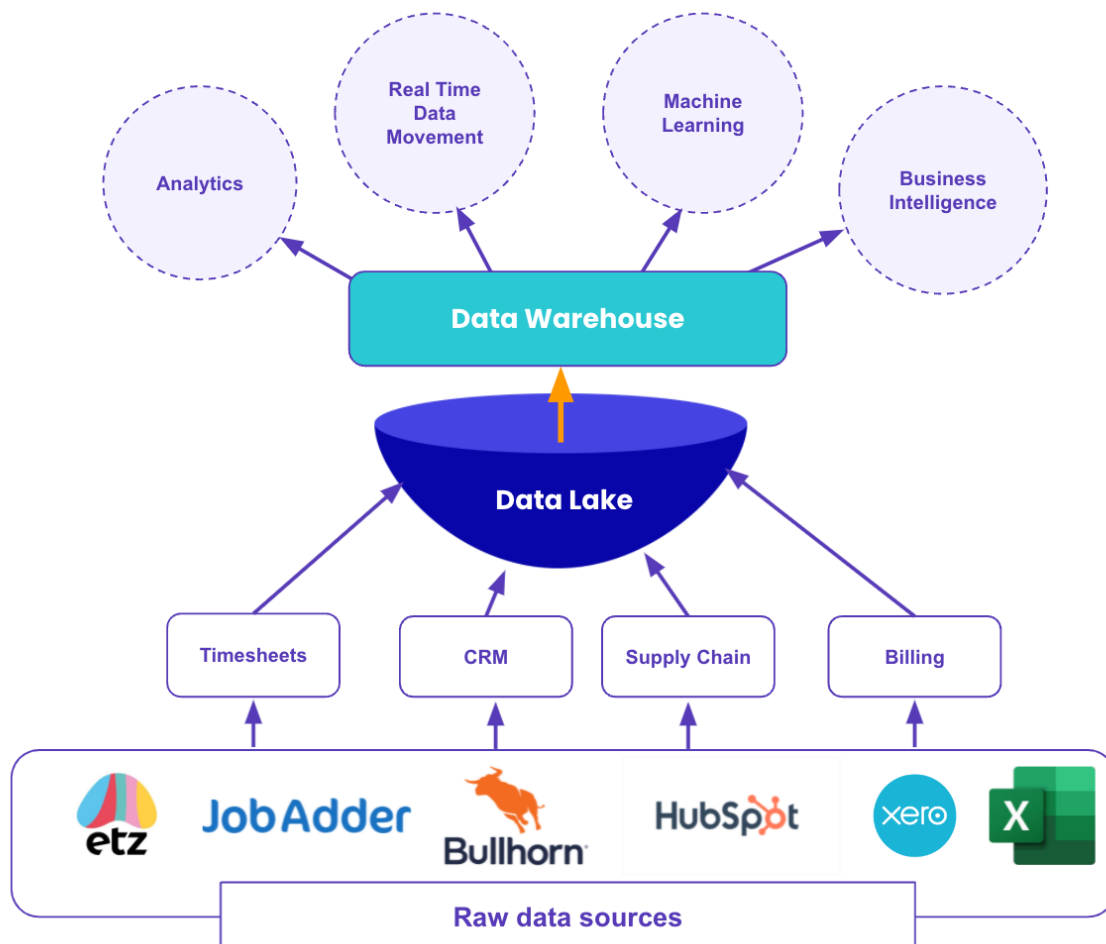 Real Time
Data
Movement
Machine
Learning
Analytics
Business
Intelligence
Data Warehouse
Data Lake
Timesheets
CRM
Supply Chain
Billing
etz
JobAdder
Bullhorn
HubSpot
xero
X
Raw data sources